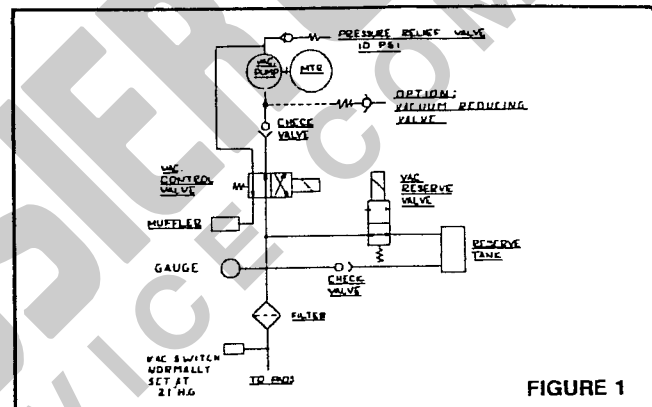 PRESSURE RELIEF VALVE
10 PSI
VAC.
PUMP
MTR
OPTION:
VACUUM REDUCING
VALVE
CHECK
VALVE
VAC.
CONTROL
VALVE
VAC
RESERVE
VALVE
MUFFLER
RESERVE
TANK
GAUGE
CHECK
VALVE
FILTER
VAC SWITCH
NORMALLY
SET AT
21 H.G
TO PADS
FIGURE 1